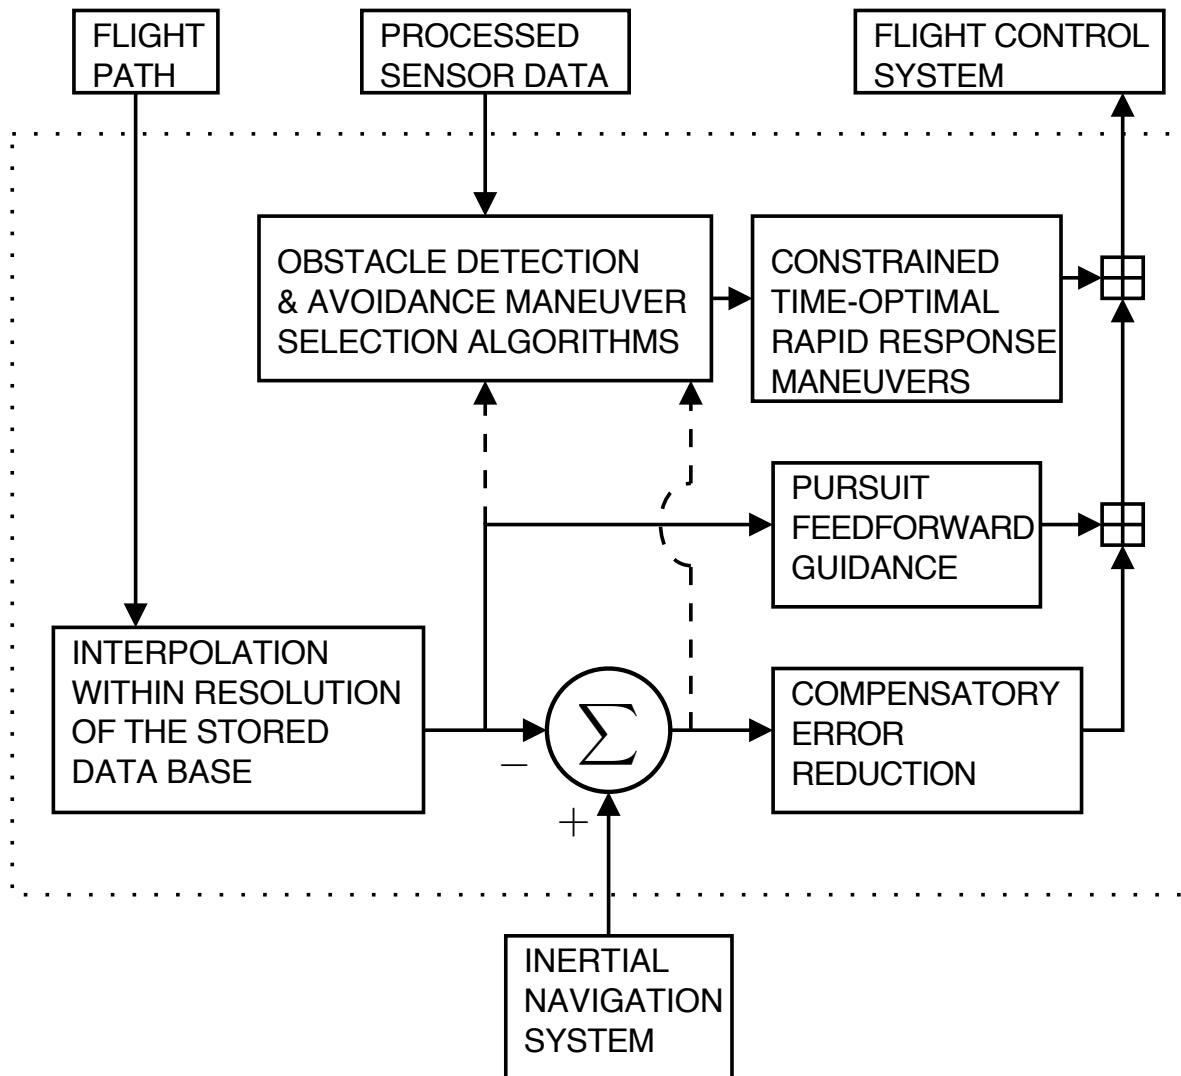 FLIGHT
PATH
PROCESSED
SENSOR DATA
FLIGHT CONTROL
SYSTEM
OBSTACLE DETECTION
& AVOIDANCE MANEUVER
SELECTION ALGORITHMS
CONSTRAINED
TIME-OPTIMAL
RAPID RESPONSE
MANEUVERS
PURSUIT
FEEDFORWARD
GUIDANCE
INTERPOLATION
WITHIN RESOLUTION
OF THE STORED
DATA BASE
∑
−
+
COMPENSATORY
ERROR
REDUCTION
INERTIAL
NAVIGATION
SYSTEM